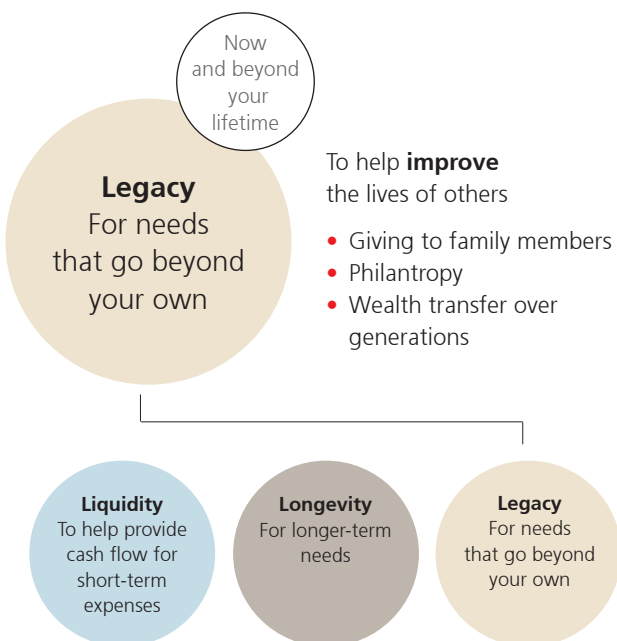 Now
and beyond
your
lifetime
Legacy
For needs
that go beyond
your own
To help improve
the lives of others
• Giving to family members
• Philantropy
• Wealth transfer over
generations
Liquidity
To help provide
cash flow for
short-term
expenses
Longevity
For longer-term
needs
Legacy
For needs
that go beyond
your own